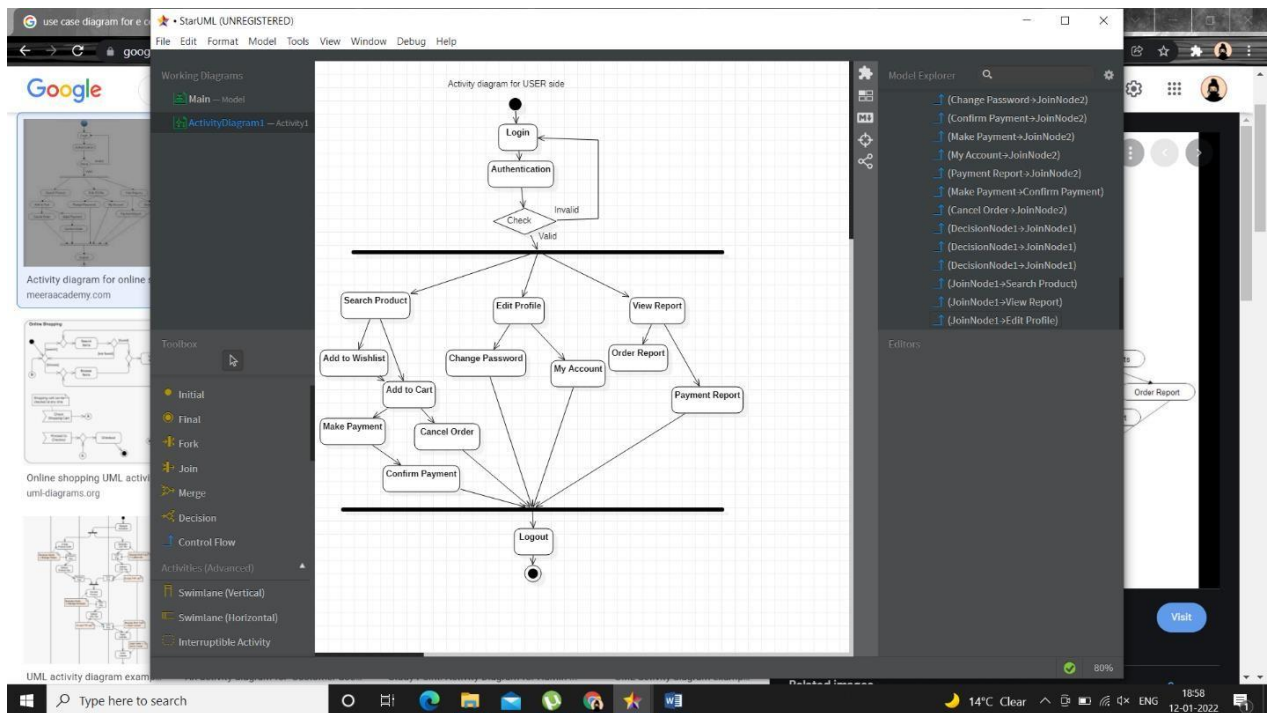 use case diagram for e co
StarUML (UNREGISTERED)
File Edit Format Model Tools View Window Debug Help
goog
Google
Activity diagram for online s
meeraacademy.com
Online Shopping
Online shopping UML activi
uml-diagrams.org
UML activity diagram exam
Working Diagrams
Main — Model
ActivityDiagram1 — Activity1
Toolbox
Initial
Final
Fork
Join
Merge
Decision
Control Flow
Activities (Advanced)
Swimlane (Vertical)
Swimlane (Horizontal)
Interruptible Activity
Activity diagram for USER side
Login
Authentication
Check
Invalid
Valid
Search Product
Edit Profile
View Report
Add to Wishlist
Change Password
My Account
Order Report
Add to Cart
Payment Report
Make Payment
Cancel Order
Confirm Payment
Logout
Model Explorer
(Change Password→JoinNode2)
(Confirm Payment→JoinNode2)
(Make Payment→JoinNode2)
(My Account→JoinNode2)
(Payment Report→JoinNode2)
(Make Payment→Confirm Payment)
(Cancel Order→JoinNode2)
(DecisionNode1→JoinNode1)
(DecisionNode1→JoinNode1)
(DecisionNode1→JoinNode1)
(JoinNode1→Search Product)
(JoinNode1→View Report)
(JoinNode1→Edit Profile)
Editors
80%
Order Report
Visit
Related images
Type here to search
14°C Clear
ENG
18:58
12-01-2022